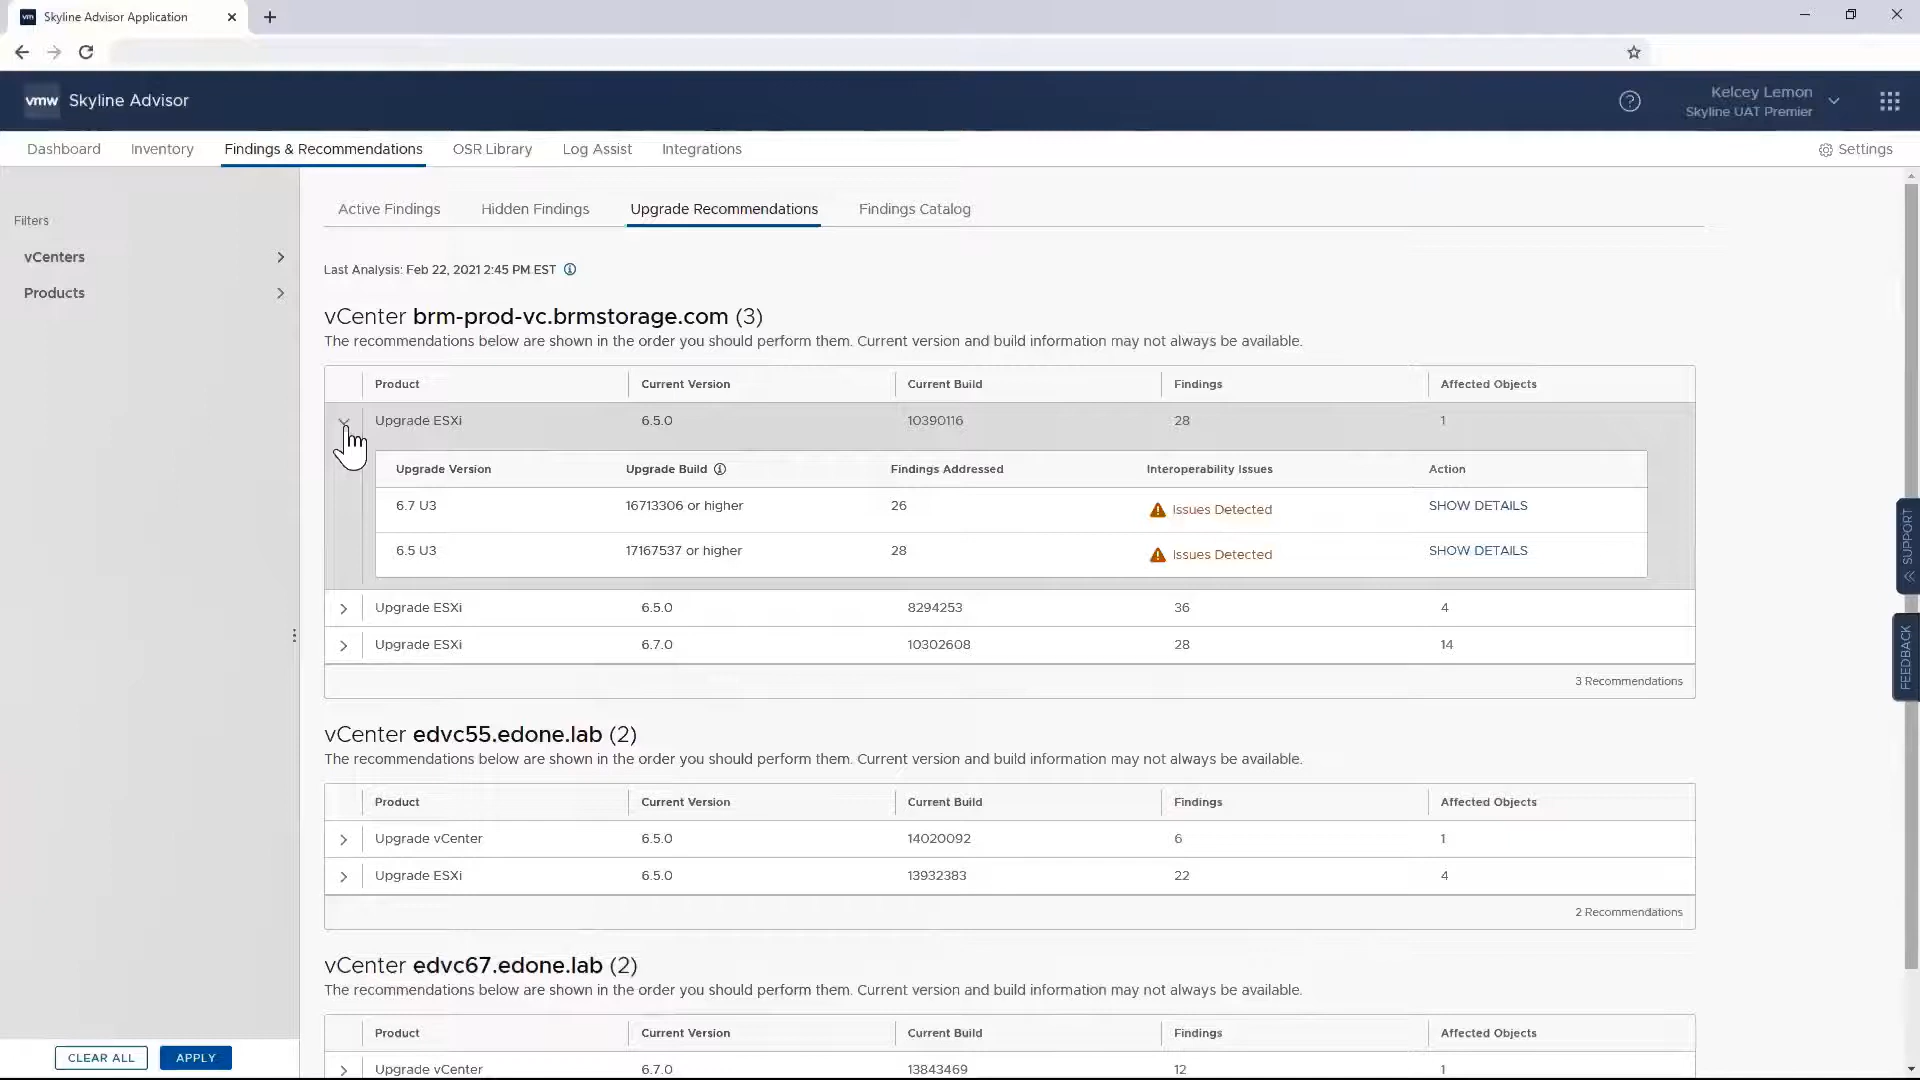 vm Skyline Advisor Application
vmw Skyline Advisor
Kelcey Lemon
Skyline UAT Premier
Dashboard Inventory Findings & Recommendations OSR Library Log Assist Integrations Settings
Filters
vCenters
Products
Active Findings Hidden Findings Upgrade Recommendations Findings Catalog
Last Analysis: Feb 22, 2021 2:45 PM EST
vCenter brm-prod-vc.brmstorage.com (3)
The recommendations below are shown in the order you should perform them. Current version and build information may not always be available.
Product Current Version Current Build Findings Affected Objects
Upgrade ESXi 6.5.0 10390116 28 1
Upgrade Version Upgrade Build Findings Addressed Interoperability Issues Action
6.7 U3 16713306 or higher 26 Issues Detected SHOW DETAILS
6.5 U3 17167537 or higher 28 Issues Detected SHOW DETAILS
Upgrade ESXi 6.5.0 8294253 36 4
Upgrade ESXi 6.7.0 10302608 28 14
3 Recommendations
vCenter edvc55.edone.lab (2)
The recommendations below are shown in the order you should perform them. Current version and build information may not always be available.
Product Current Version Current Build Findings Affected Objects
Upgrade vCenter 6.5.0 14020092 6 1
Upgrade ESXi 6.5.0 13932383 22 4
2 Recommendations
vCenter edvc67.edone.lab (2)
The recommendations below are shown in the order you should perform them. Current version and build information may not always be available.
Product Current Version Current Build Findings Affected Objects
Upgrade vCenter 6.7.0 13843469 12 1
CLEAR ALL APPLY
SUPPORT
FEEDBACK